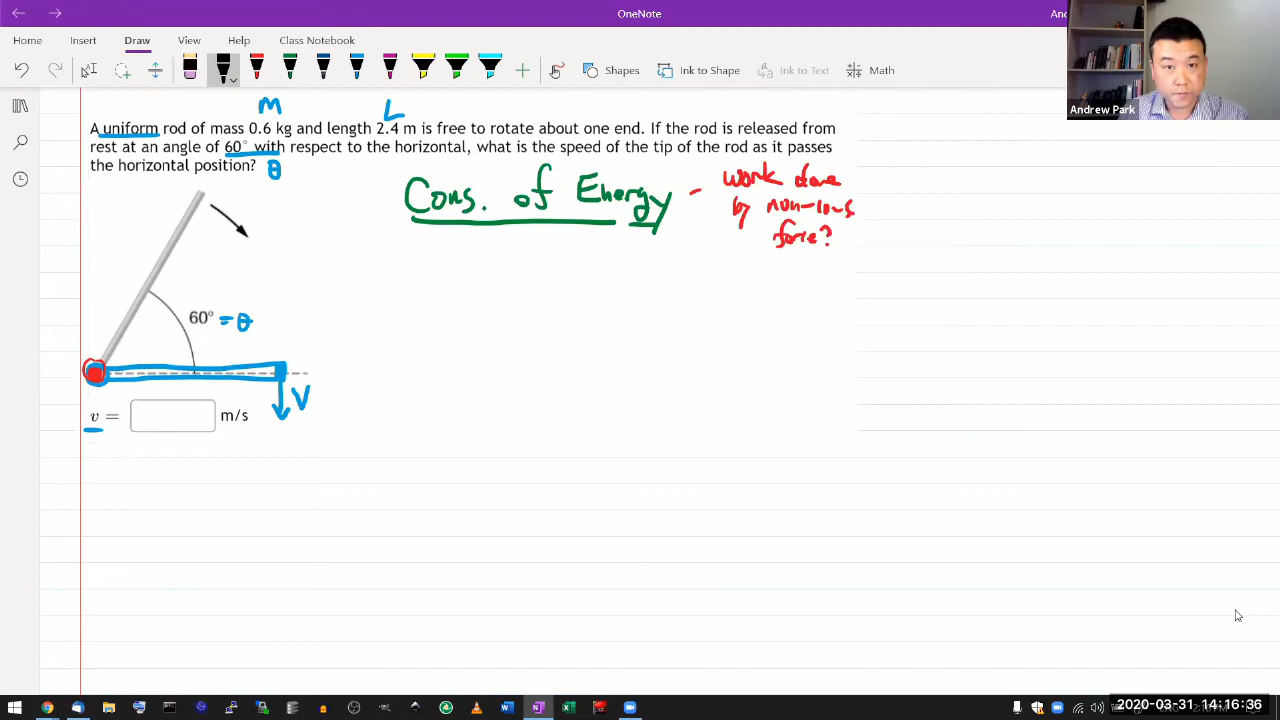 OneNote
Home Insert Draw View Help Class Notebook
Shapes Ink to Shape Ink to Text Math
Andrew Park
M L
A uniform rod of mass 0.6 kg and length 2.4 m is free to rotate about one end. If the rod is released from
rest at an angle of 60° with respect to the horizontal, what is the speed of the tip of the rod as it passes
the horizontal position? θ
Cons. of Energy - work done
by non-cons
force?
60° = θ
v = m/s
V
2020-03-31 14:16:36